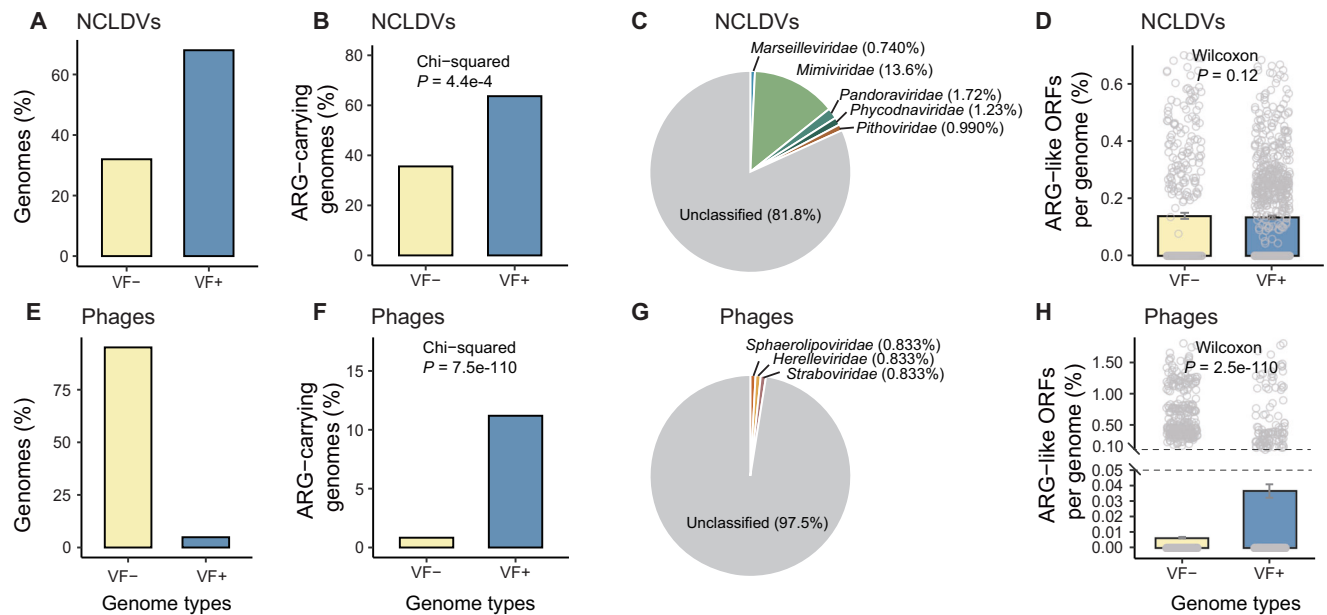 A NCLDVs
Genomes (%)
60
40
20
0
VF− VF+
B NCLDVs
ARG−carrying
genomes (%)
80
60
40
20
0
Chi−squared
P = 4.4e-4
VF− VF+
C NCLDVs
Marseilleviridae (0.740%)
Mimiviridae (13.6%)
Pandoraviridae (1.72%)
Phycodnaviridae (1.23%)
Pithoviridae (0.990%)
Unclassified (81.8%)
D NCLDVs
ARG−like ORFs
per genome (%)
0.6
0.4
0.2
0.0
Wilcoxon
P = 0.12
VF− VF+
E Phages
Genomes (%)
75
50
25
0
VF− VF+
Genome types
F Phages
ARG−carrying
genomes (%)
15
10
5
0
Chi−squared
P = 7.5e-110
VF− VF+
Genome types
G Phages
Sphaerolipoviridae (0.833%)
Herelleviridae (0.833%)
Straboviridae (0.833%)
Unclassified (97.5%)
H Phages
ARG−like ORFs
per genome (%)
1.50
1.00
0.50
0.10
0.05
0.04
0.03
0.02
0.01
0.00
Wilcoxon
P = 2.5e-110
VF− VF+
Genome types